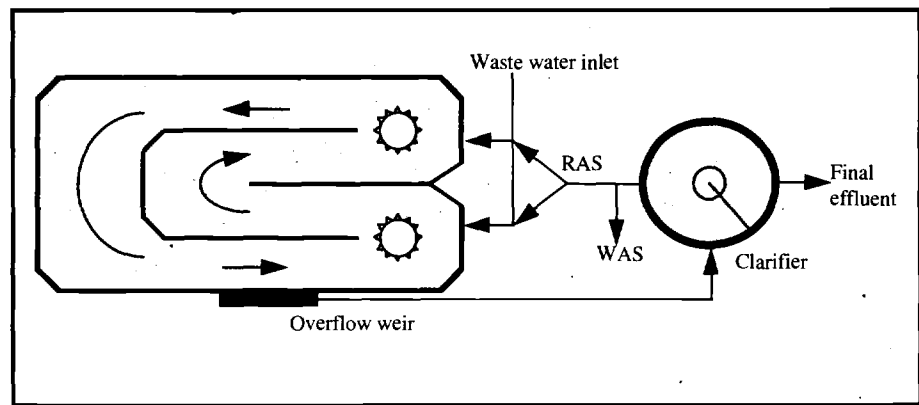 Waste water inlet
RAS
Final
effluent
WAS
Clarifier
Overflow weir